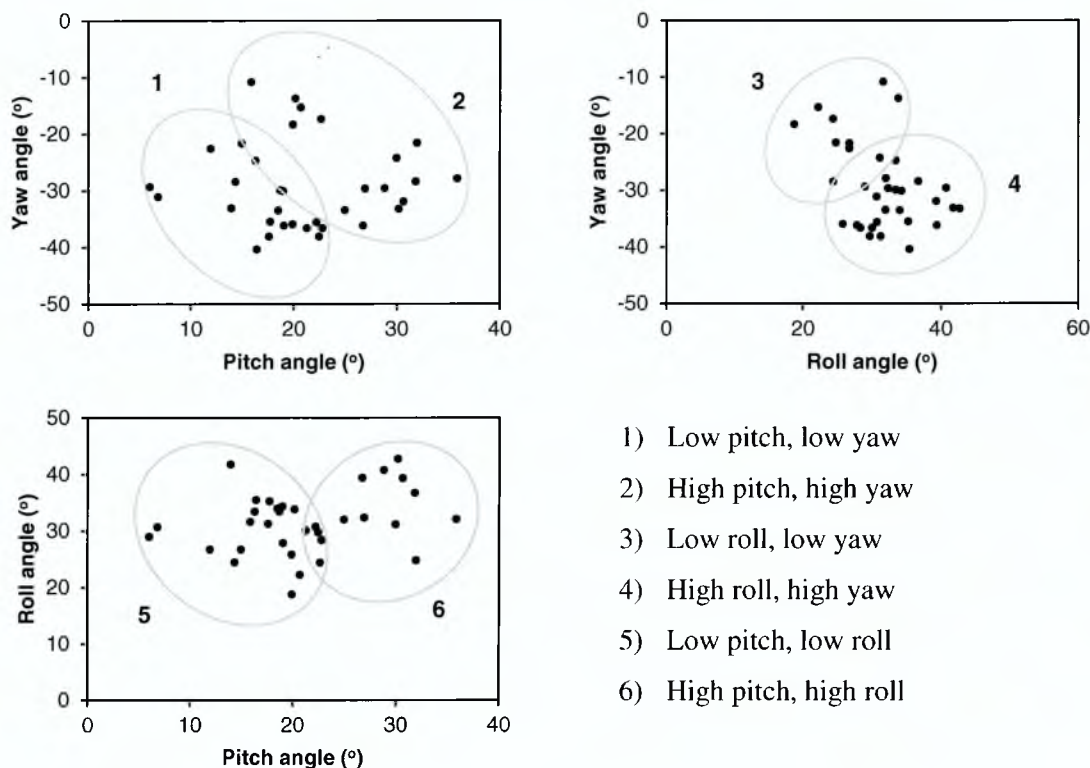 0
-10
-20
-30
-40
-50
Yaw angle (º)
1
2
0 10 20 30 40
Pitch angle (º)
0
-10
-20
-30
-40
-50
Yaw angle (º)
3
4
0 20 40 60
Roll angle (º)
50
40
30
20
10
0
Roll angle (º)
5
6
0 10 20 30 40
Pitch angle (º)
1) Low pitch, low yaw
2) High pitch, high yaw
3) Low roll, low yaw
4) High roll, high yaw
5) Low pitch, low roll
6) High pitch, high roll